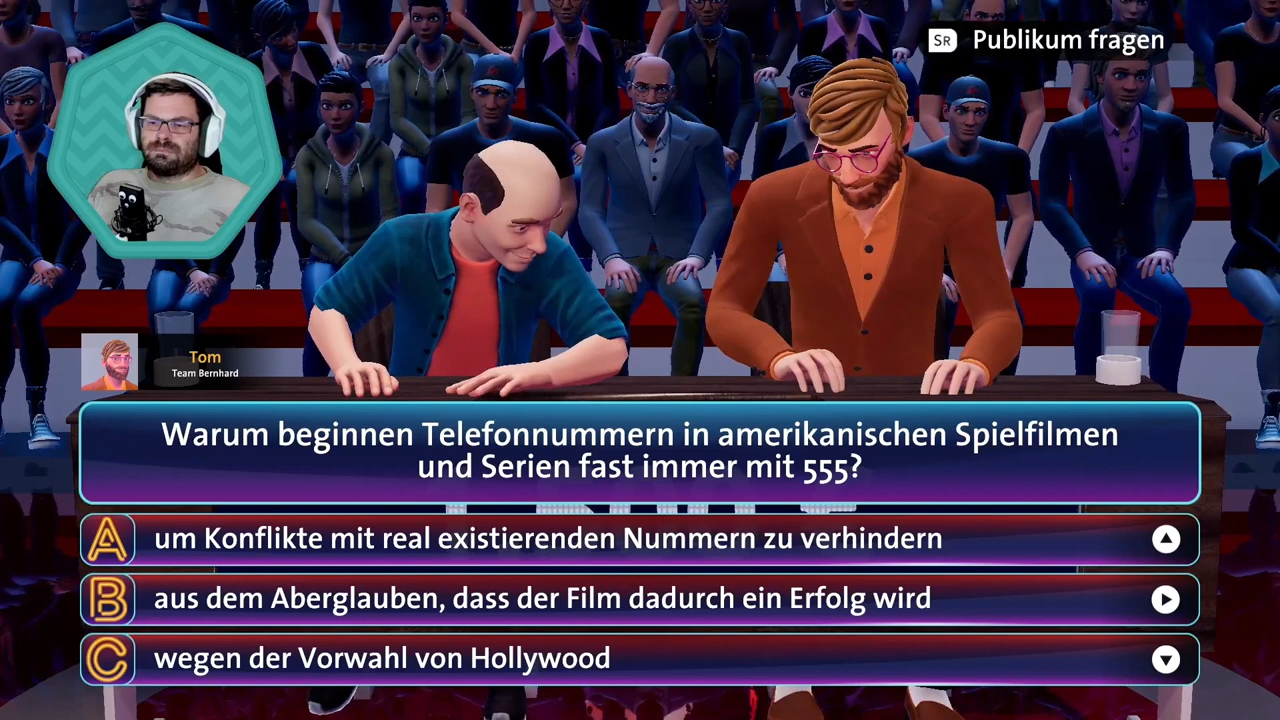 SR Publikum fragen
Tom
Team Bernhard
Warum beginnen Telefonnummern in amerikanischen Spielfilmen
und Serien fast immer mit 555?
A um Konflikte mit real existierenden Nummern zu verhindern
B aus dem Aberglauben, dass der Film dadurch ein Erfolg wird
C wegen der Vorwahl von Hollywood